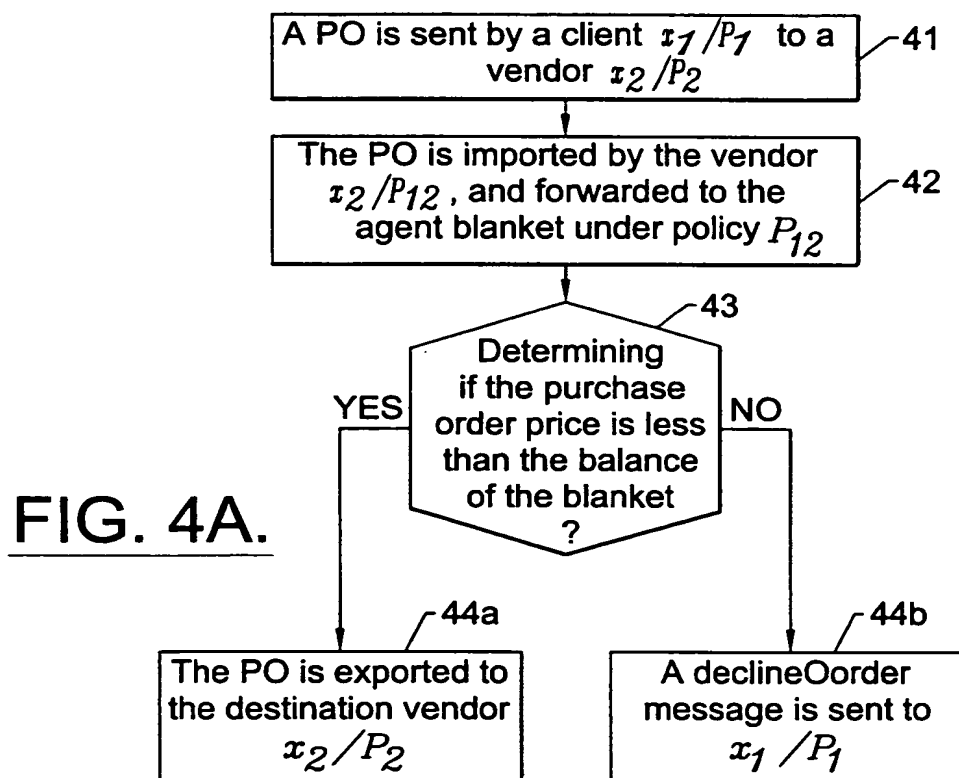 A PO is sent by a client x1/P1 to a
vendor x2/P2
41
The PO is imported by the vendor
x2/P12, and forwarded to the
agent blanket under policy P12
42
43
Determining
if the purchase
order price is less
than the balance
of the blanket
?
YES
NO
FIG. 4A.
44a
The PO is exported to
the destination vendor
x2/P2
44b
A declineOorder
message is sent to
x1/P1